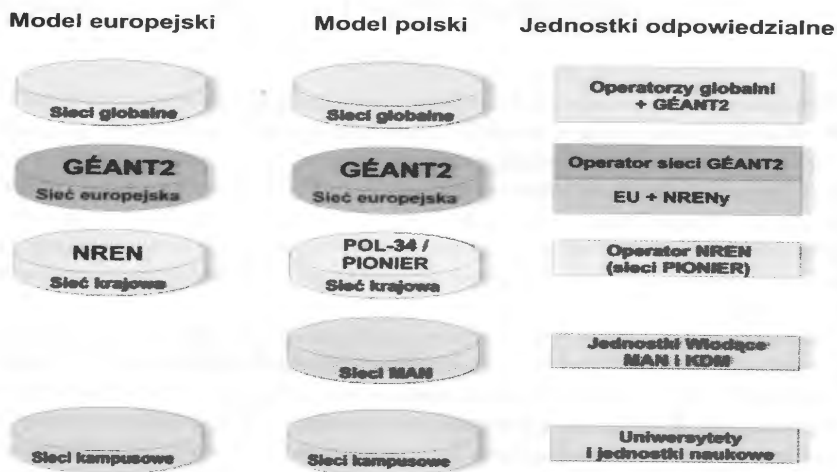 Model europejski
Model polski
Jednostki odpowiedzialne
Sieci globalne
Sieci globalne
Operatorzy globalni
+ GÉANT2
GÉANT2
Sieć europejska
GÉANT2
Sieć europejska
Operator sieci GÉANT2
EU + NRENy
NREN
Sieć krajowa
POL-34 /
PIONIER
Sieć krajowa
Operator NREN
(sieci PIONIER)
Sieci MAN
Jednostki Wiodące
MAN i KDM
Sieci kampusowe
Sieci kampusowe
Uniwersytety
i jednostki naukowe